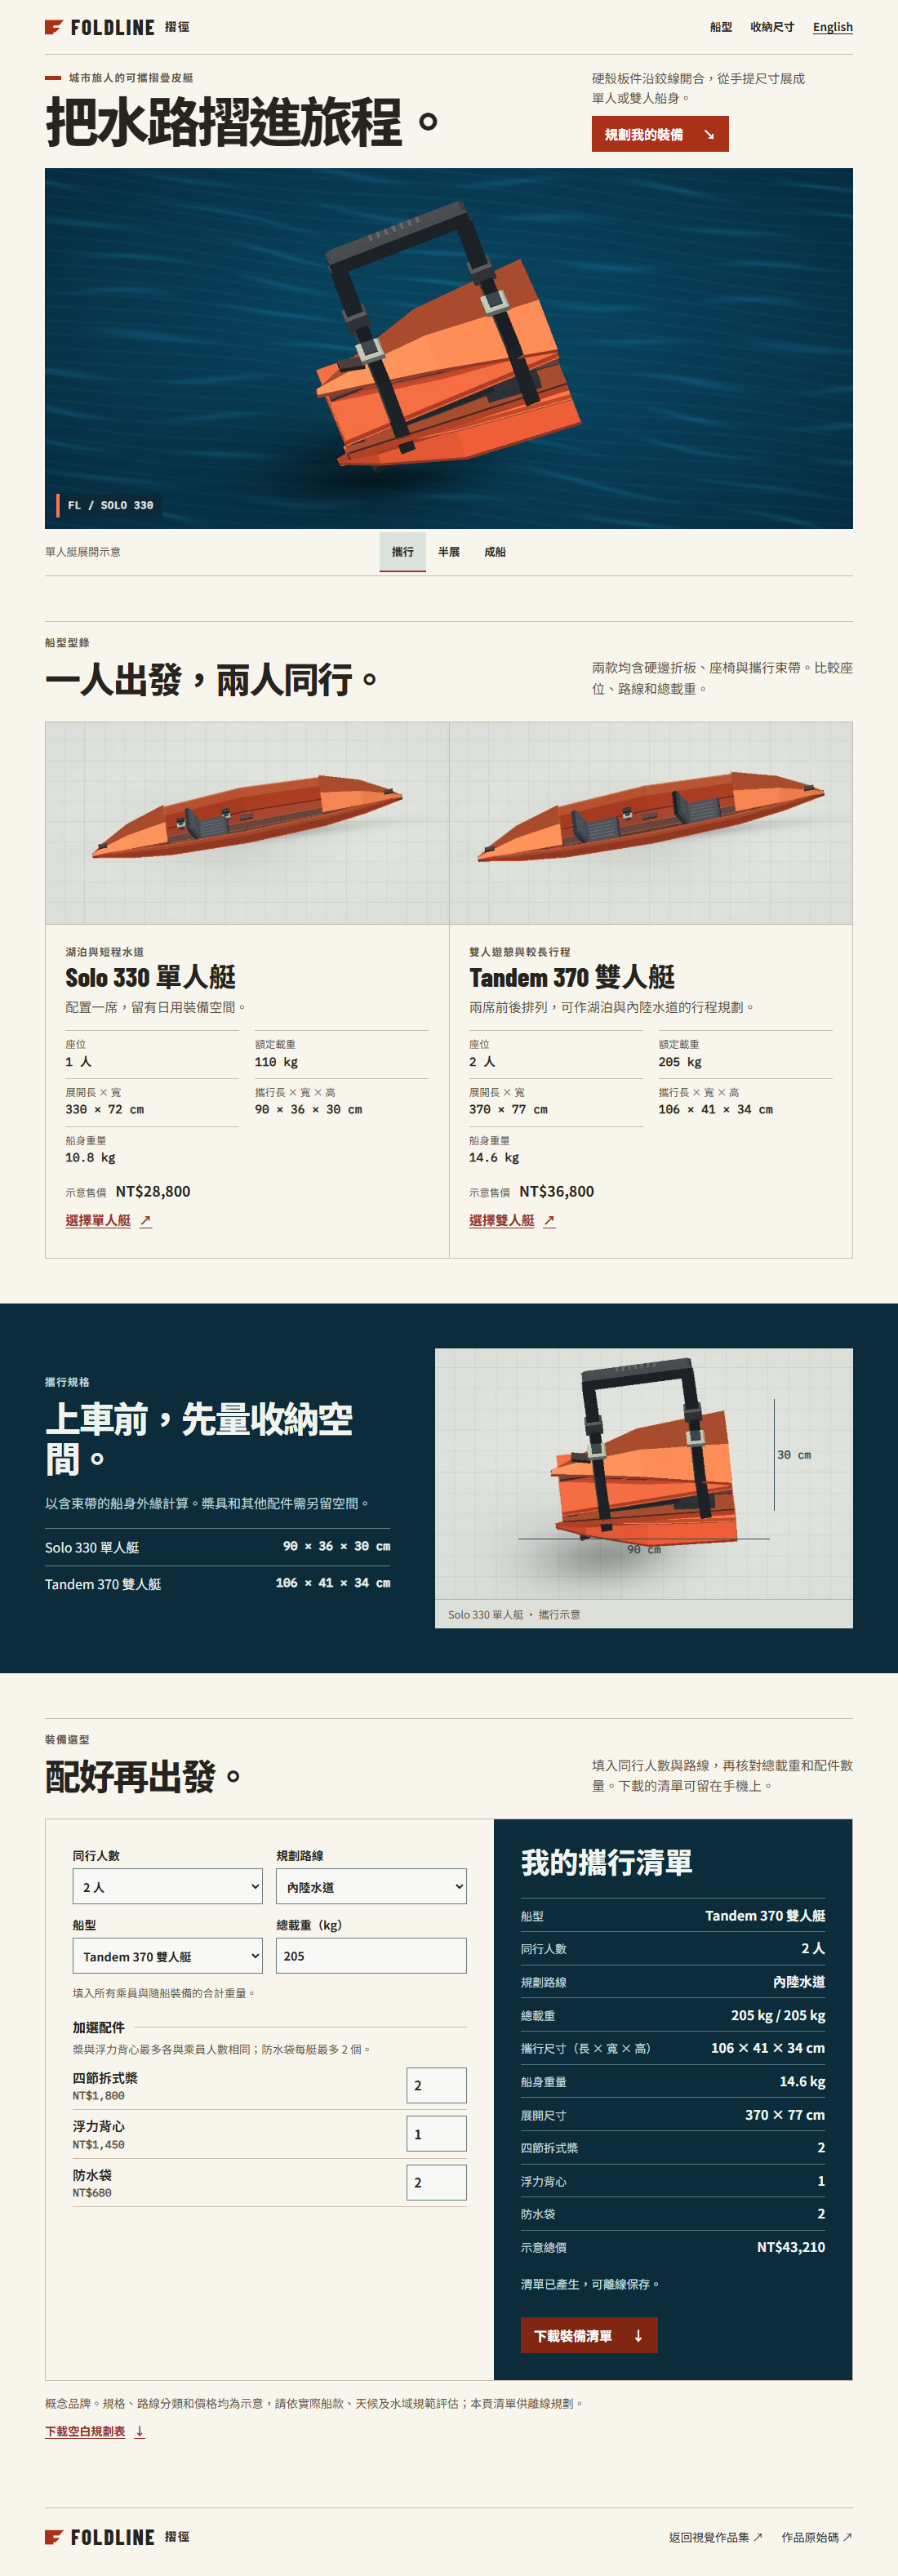 FOLDLINE 摺徑
船型 收納尺寸 English
城市旅人的可攜摺疊皮艇
把水路摺進旅程。
硬殼板件沿鉸線開合，從手提尺寸展成
單人或雙人船身。
規劃我的裝備 ↘
FL / SOLO 330
單人艇展開示意
攜行 半展 成船
船型型錄
一人出發，兩人同行。
兩款均含硬邊折板、座椅與攜行束帶。比較座
位、路線和總載重。
湖泊與短程水道
Solo 330 單人艇
配置一席，留有日用裝備空間。
座位
1 人
額定載重
110 kg
展開長 × 寬
330 × 72 cm
攜行長 × 寬 × 高
90 × 36 × 30 cm
船身重量
10.8 kg
示意售價 NT$28,800
選擇單人艇 ↗
雙人遊憩與較長行程
Tandem 370 雙人艇
兩席前後排列，可作湖泊與內陸水道的行程規劃。
座位
2 人
額定載重
205 kg
展開長 × 寬
370 × 77 cm
攜行長 × 寬 × 高
106 × 41 × 34 cm
船身重量
14.6 kg
示意售價 NT$36,800
選擇雙人艇 ↗
攜行規格
上車前，先量收納空
間。
以含束帶的船身外緣計算。槳具和其他配件需另留空間。
Solo 330 單人艇 90 × 36 × 30 cm
Tandem 370 雙人艇 106 × 41 × 34 cm
30 cm
90 cm
Solo 330 單人艇 · 攜行示意
裝備選型
配好再出發。
填入同行人數與路線，再核對總載重和配件數
量。下載的清單可留在手機上。
同行人數
2 人
規劃路線
內陸水道
船型
Tandem 370 雙人艇
總載重（kg）
205
填入所有乘員與隨船裝備的合計重量。
加選配件
槳與浮力背心最多各與乘員人數相同；防水袋每艇最多 2 個。
四節拆式槳
NT$1,800
2
浮力背心
NT$1,450
1
防水袋
NT$680
2
我的攜行清單
船型 Tandem 370 雙人艇
同行人數 2 人
規劃路線 內陸水道
總載重 205 kg / 205 kg
攜行尺寸（長 × 寬 × 高） 106 × 41 × 34 cm
船身重量 14.6 kg
展開尺寸 370 × 77 cm
四節拆式槳 2
浮力背心 1
防水袋 2
示意總價 NT$43,210
清單已產生，可離線保存。
下載裝備清單 ↓
概念品牌。規格、路線分類和價格均為示意，請依實際船款、天候及水域規範評估；本頁清單供離線規劃。
下載空白規劃表 ↓
FOLDLINE 摺徑
返回視覺作品集 ↗ 作品原始碼 ↗